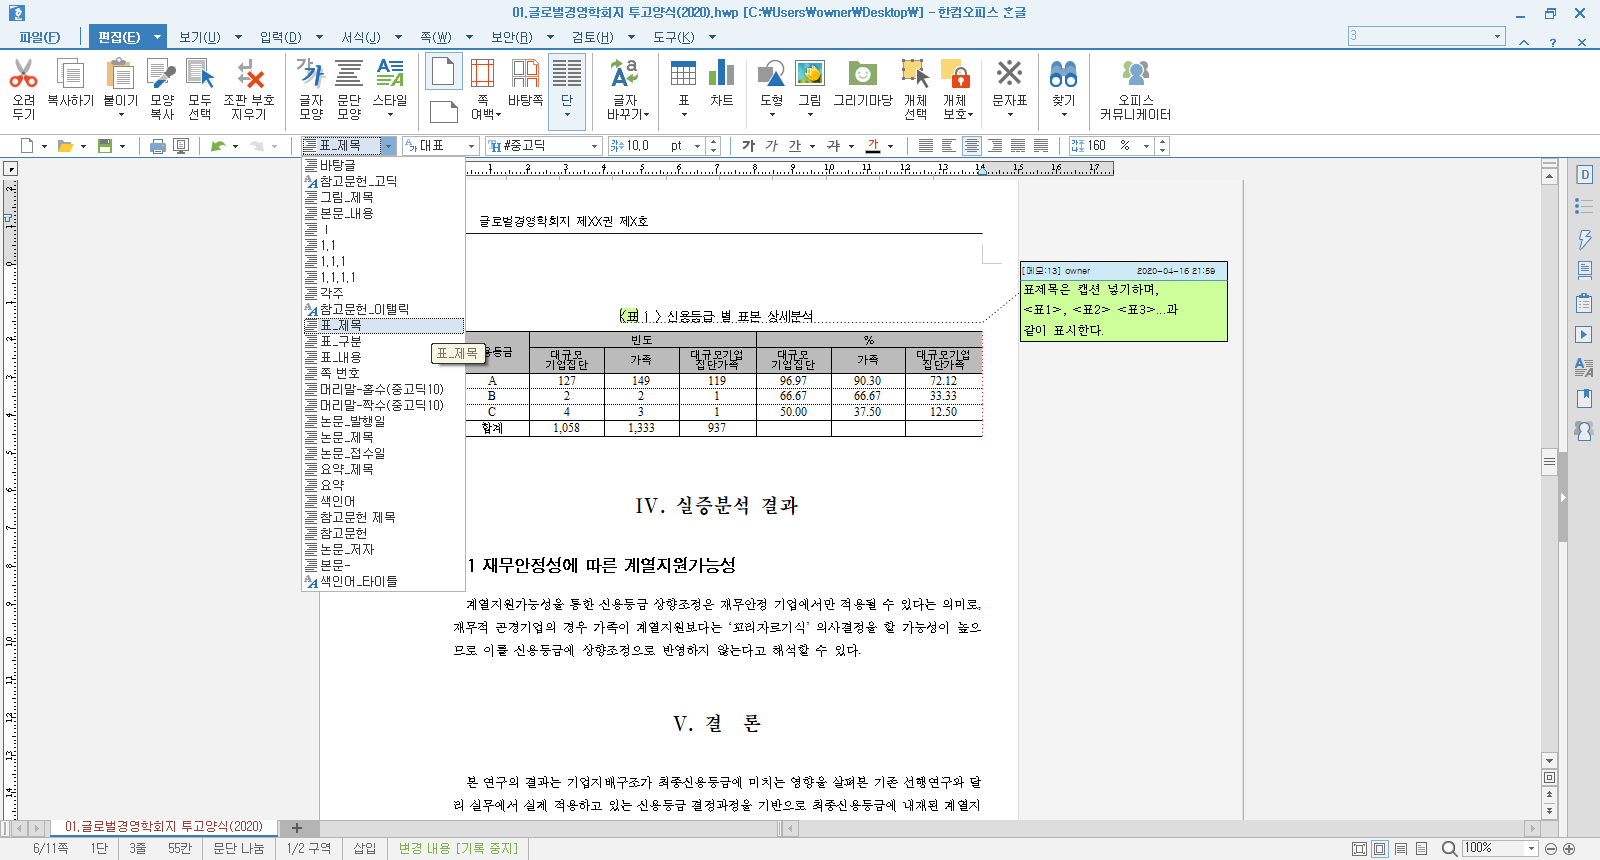 01.글로벌경영학회지 투고양식(2020).hwp [C:₩Users₩owner₩Desktop₩] - 한컴오피스 한글
파일(F) 편집(E) 보기(U) 입력(D) 서식(J) 쪽(W) 보안(R) 검토(H) 도구(K)
3
오려 두기
복사하기
붙이기
모양 복사
모두 선택
조판 부호 지우기
글자 모양
문단 모양
스타일
쪽 여백
바탕쪽
단
글자 바꾸기
표
차트
도형
그림
그리기마당
개체 선택
개체 보호
문자표
찾기
오피스 커뮤니케이터
표_제목 대표 #중고딕 10.0 pt 가 가 가 가 가 160 %
바탕글
참고문헌_고딕
그림_제목
본문_내용
I
1.1
1.1.1
1.1.1.1
각주
참고문헌_이탤릭
표_제목
표_구분
표_내용
쪽 번호
머리말-홀수(중고딕10)
머리말-짝수(중고딕10)
논문_발행일
논문_제목
논문_접수일
요약_제목
요약
색인어
참고문헌 제목
참고문헌
논문_저자
본문-
색인어_타이틀
표_제목
1 2 3 4 5 6 7 8 9 10 11 12 13 14 15 16 17
글로벌경영학회지 제XX권 제X호
[메모:13] owner 2020-04-16 21:59
표제목은 캡션 넣기하며,
<표1>, <표2> <표3>...과
같이 표시한다.
<표 1 > 신용등급 별 표본 상세분석
용등급 빈도 %
대규모 기업집단 가족 대규모기업 집단가족 대규모 기업집단 가족 대규모기업 집단가족
A 127 149 119 96.97 90.30 72.12
B 2 2 1 66.67 66.67 33.33
C 4 3 1 50.00 37.50 12.50
합계 1,058 1,333 937
IV. 실증분석 결과
1 재무안정성에 따른 계열지원가능성
계열지원가능성을 통한 신용등급 상향조정은 재무안정 기업에서만 적용될 수 있다는 의미로,
재무적 곤경기업의 경우 가족이 계열지원보다는 '꼬리자르기식' 의사결정을 할 가능성이 높으
므로 이를 신용등급에 상향조정으로 반영하지 않는다고 해석할 수 있다.
V. 결 론
본 연구의 결과는 기업지배구조가 최종신용등급에 미치는 영향을 살펴본 기존 선행연구와 달
리 실무에서 실제 적용하고 있는 신용등급 결정과정을 기반으로 최종신용등급에 내재된 계열지
01.글로벌경영학회지 투고양식(2020)
6/11쪽 1단 3줄 55칸 문단 나눔 1/2 구역 삽입 변경 내용 [기록 중지] 100%